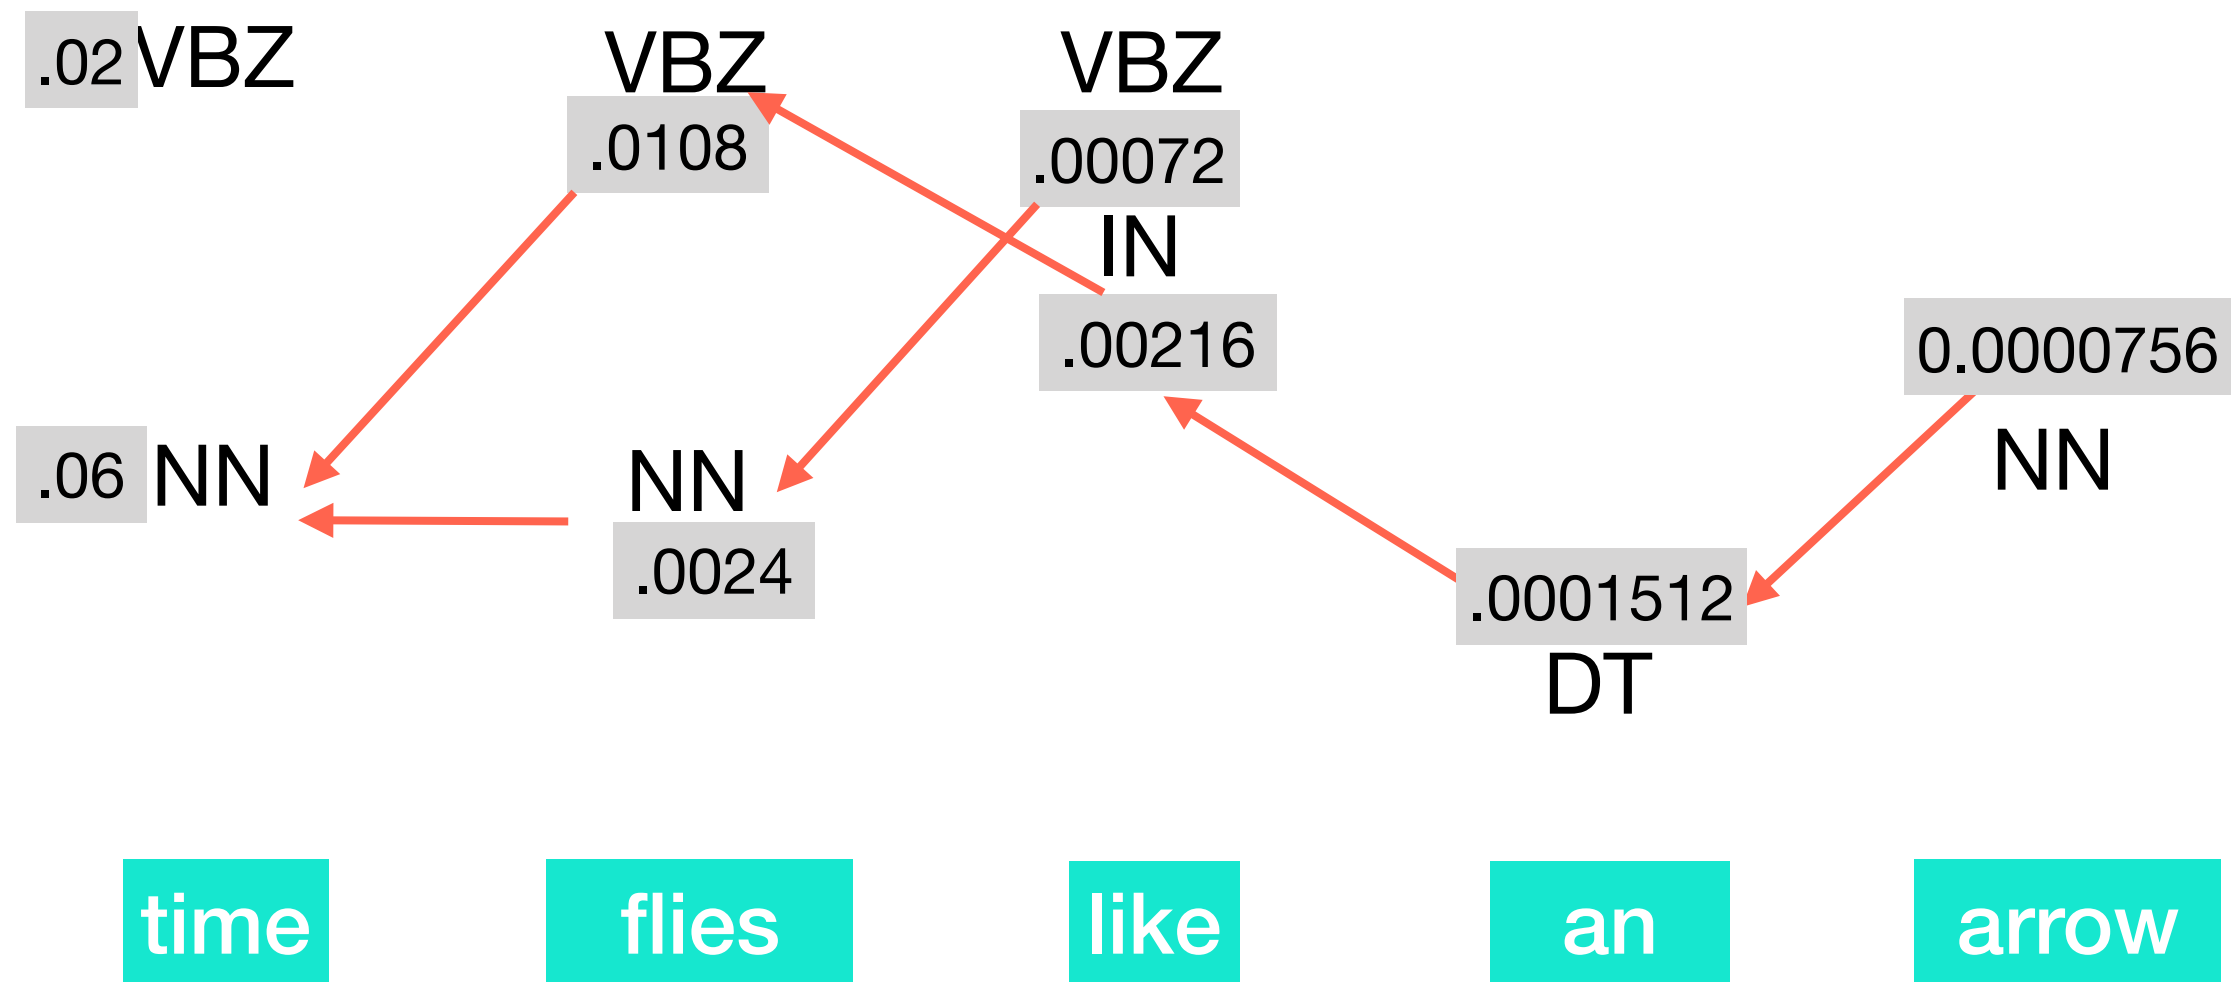 .02 VBZ
VBZ
VBZ
.0108
.00072
IN
.00216
0.0000756
.06 NN
NN
NN
.0024
.0001512
DT
time
flies
like
an
arrow